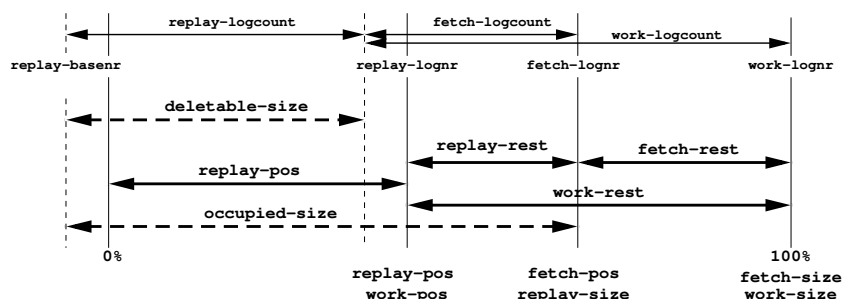 replay-logcount
fetch-logcount
work-logcount
replay-basenr
replay-lognr
fetch-lognr
work-lognr
deletable-size
replay-rest
fetch-rest
replay-pos
work-rest
occupied-size
0%
100%
replay-pos
work-pos
fetch-pos
replay-size
fetch-size
work-size